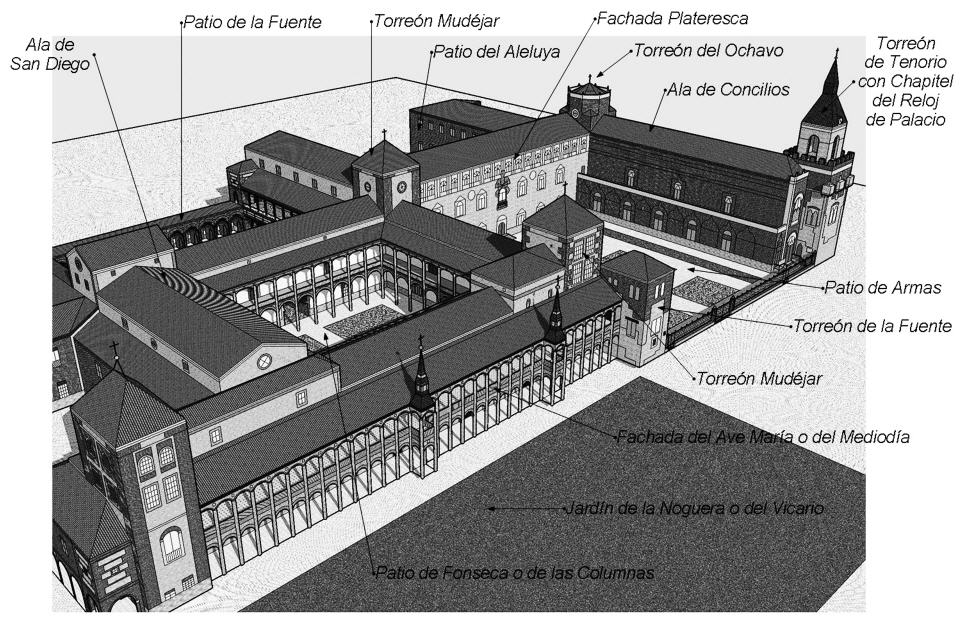 Patio de la Fuente
Torreón Mudéjar
Fachada Plateresca
Ala de
San Diego
Patio del Aleluya
Torreón del Ochavo
Torreón
de Tenorio
con Chapitel
del Reloj
de Palacio
Ala de Concilios
Patio de Armas
Torreón de la Fuente
Torreón Mudéjar
Fachada del Ave María o del Mediodía
Jardín de la Noguera o del Vicario
Patio de Fonseca o de las Columnas